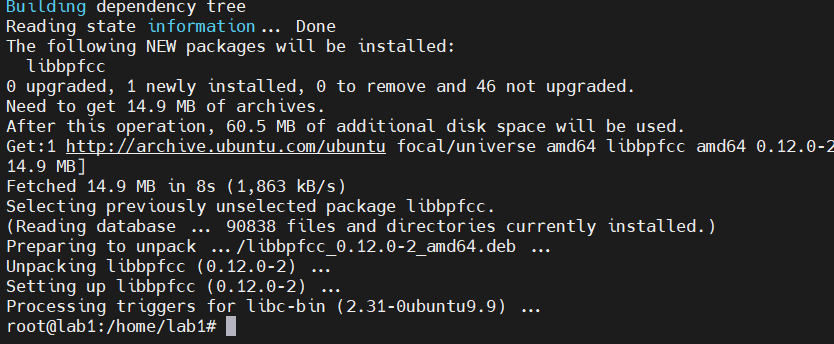 Building dependency tree
Reading state information... Done
The following NEW packages will be installed:
  libbpfcc
0 upgraded, 1 newly installed, 0 to remove and 46 not upgraded.
Need to get 14.9 MB of archives.
After this operation, 60.5 MB of additional disk space will be used.
Get:1 http://archive.ubuntu.com/ubuntu focal/universe amd64 libbpfcc amd64 0.12.0-2
14.9 MB]
Fetched 14.9 MB in 8s (1,863 kB/s)
Selecting previously unselected package libbpfcc.
(Reading database ... 90838 files and directories currently installed.)
Preparing to unpack .../libbpfcc_0.12.0-2_amd64.deb ...
Unpacking libbpfcc (0.12.0-2) ...
Setting up libbpfcc (0.12.0-2) ...
Processing triggers for libc-bin (2.31-0ubuntu9.9) ...
root@lab1:/home/lab1#